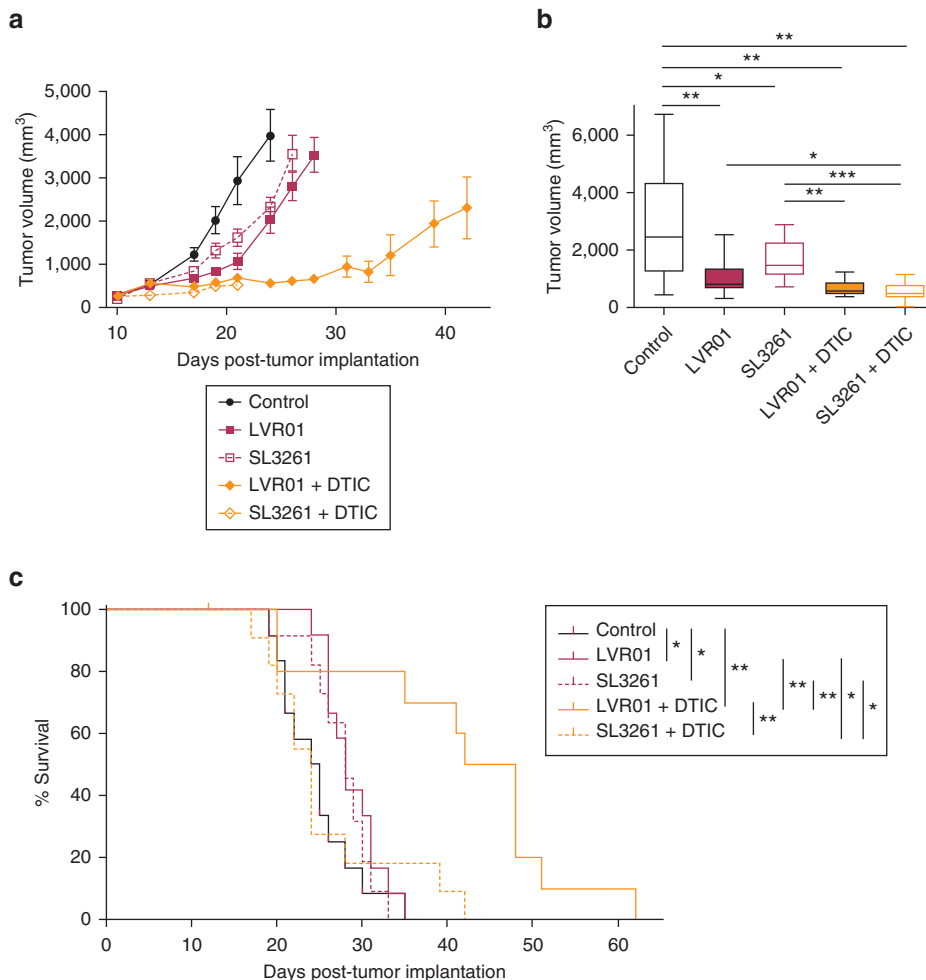 a
Tumor volume (mm³)
5,000
4,000
3,000
2,000
1,000
0
10
20
30
40
Days post-tumor implantation
Control
LVR01
SL3261
LVR01 + DTIC
SL3261 + DTIC
b
**
**
*
**
*
***
**
Tumor volume (mm³)
6,000
4,000
2,000
0
Control
LVR01
SL3261
LVR01 + DTIC
SL3261 + DTIC
c
% Survival
100
80
60
40
20
0
0
10
20
30
40
50
60
Days post-tumor implantation
Control
LVR01
SL3261
LVR01 + DTIC
SL3261 + DTIC
*
*
**
**
**
**
*
*